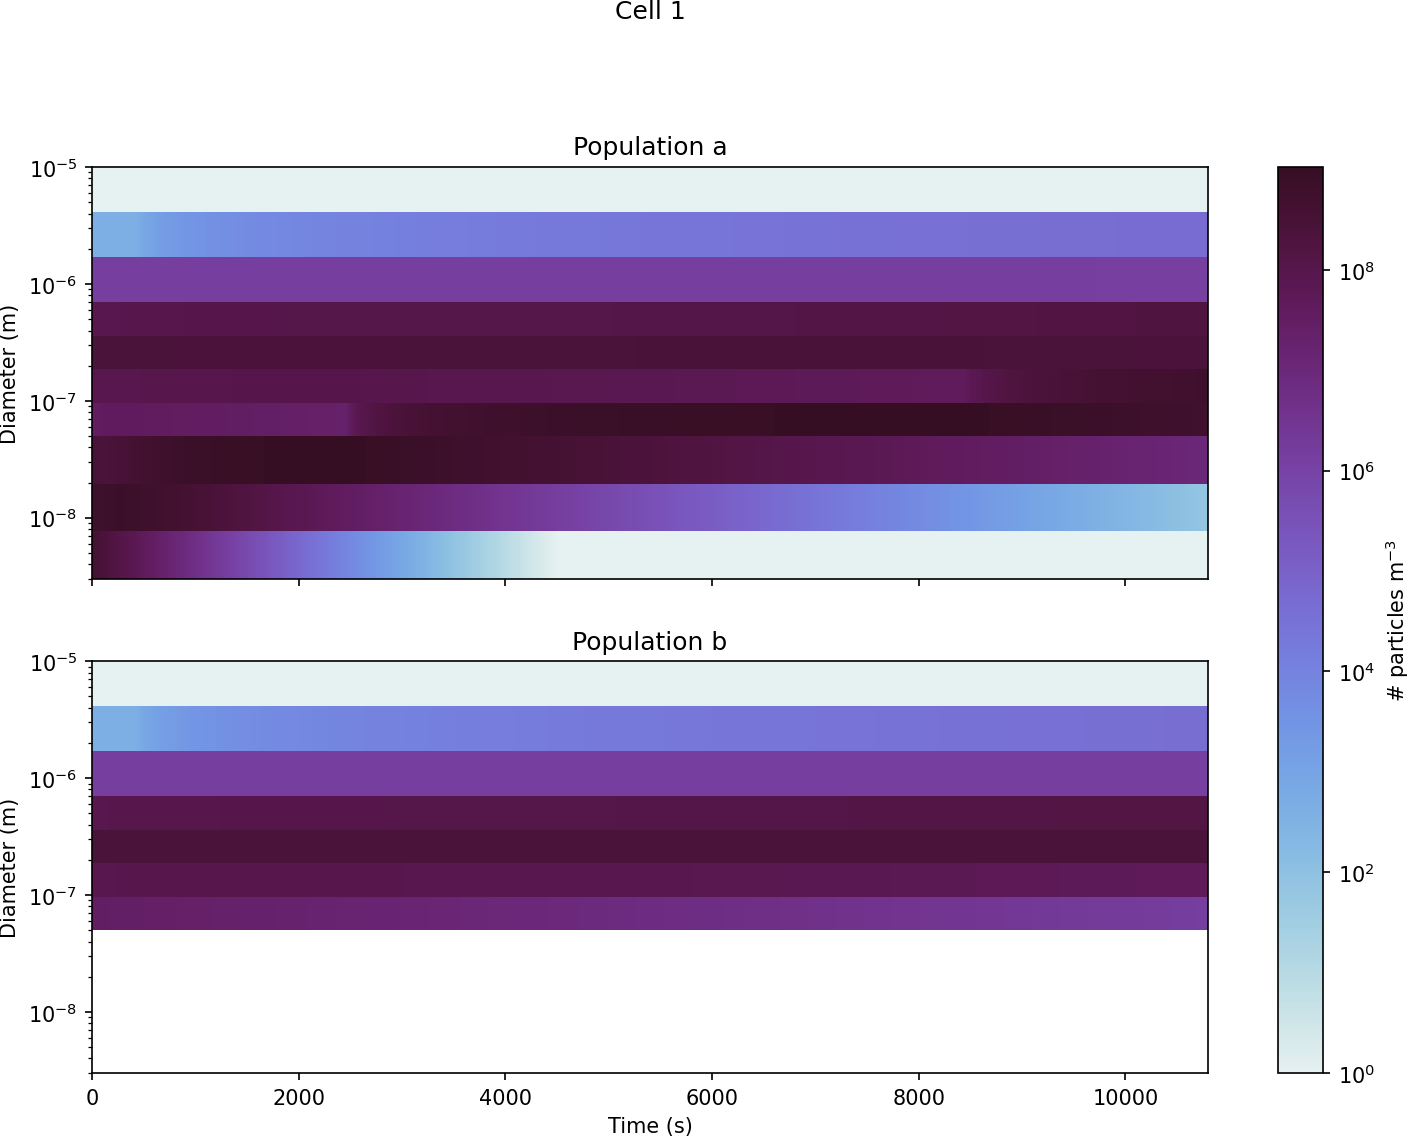 Cell 1
Population a
10⁻⁵
10⁻⁶
10⁻⁷
10⁻⁸
Diameter (m)
Population b
10⁻⁵
10⁻⁶
10⁻⁷
10⁻⁸
Diameter (m)
0 2000 4000 6000 8000 10000
Time (s)
10⁸
10⁶
10⁴
10²
10⁰
# particles m⁻³